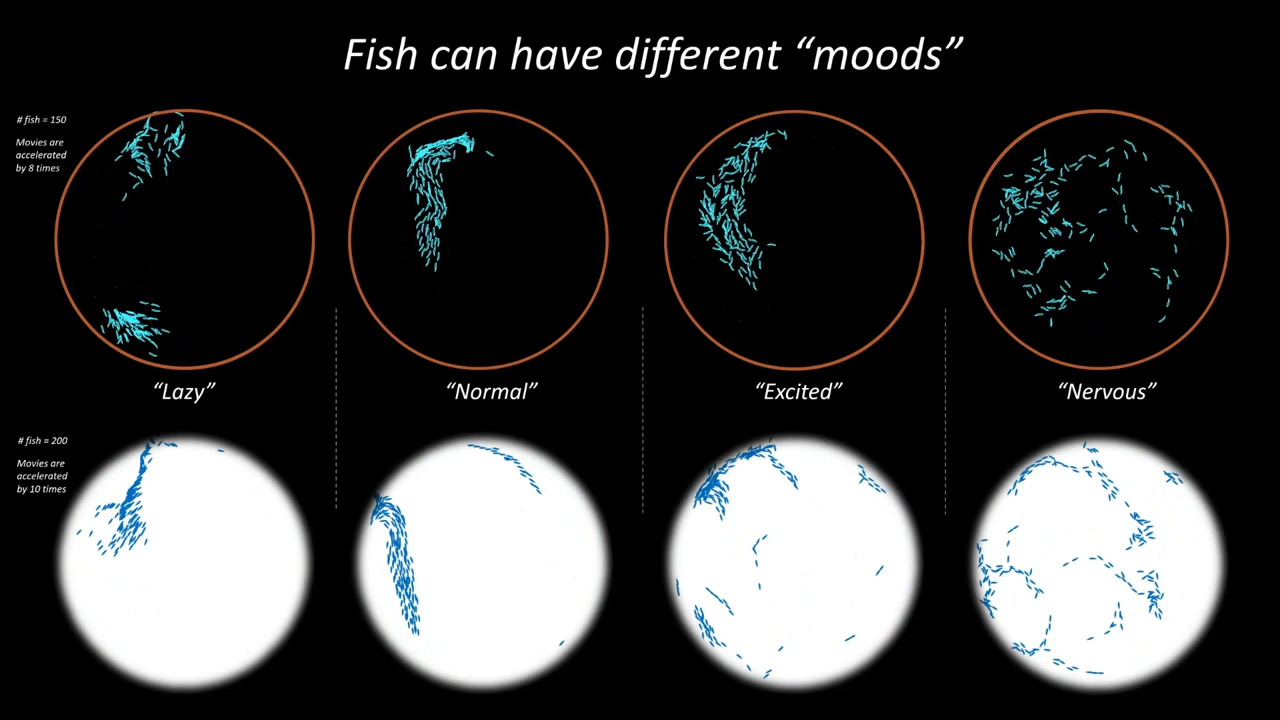 Fish can have different “moods”
# fish = 150
Movies are
accelerated
by 8 times
“Lazy”
“Normal”
“Excited”
“Nervous”
# fish = 200
Movies are
accelerated
by 10 times